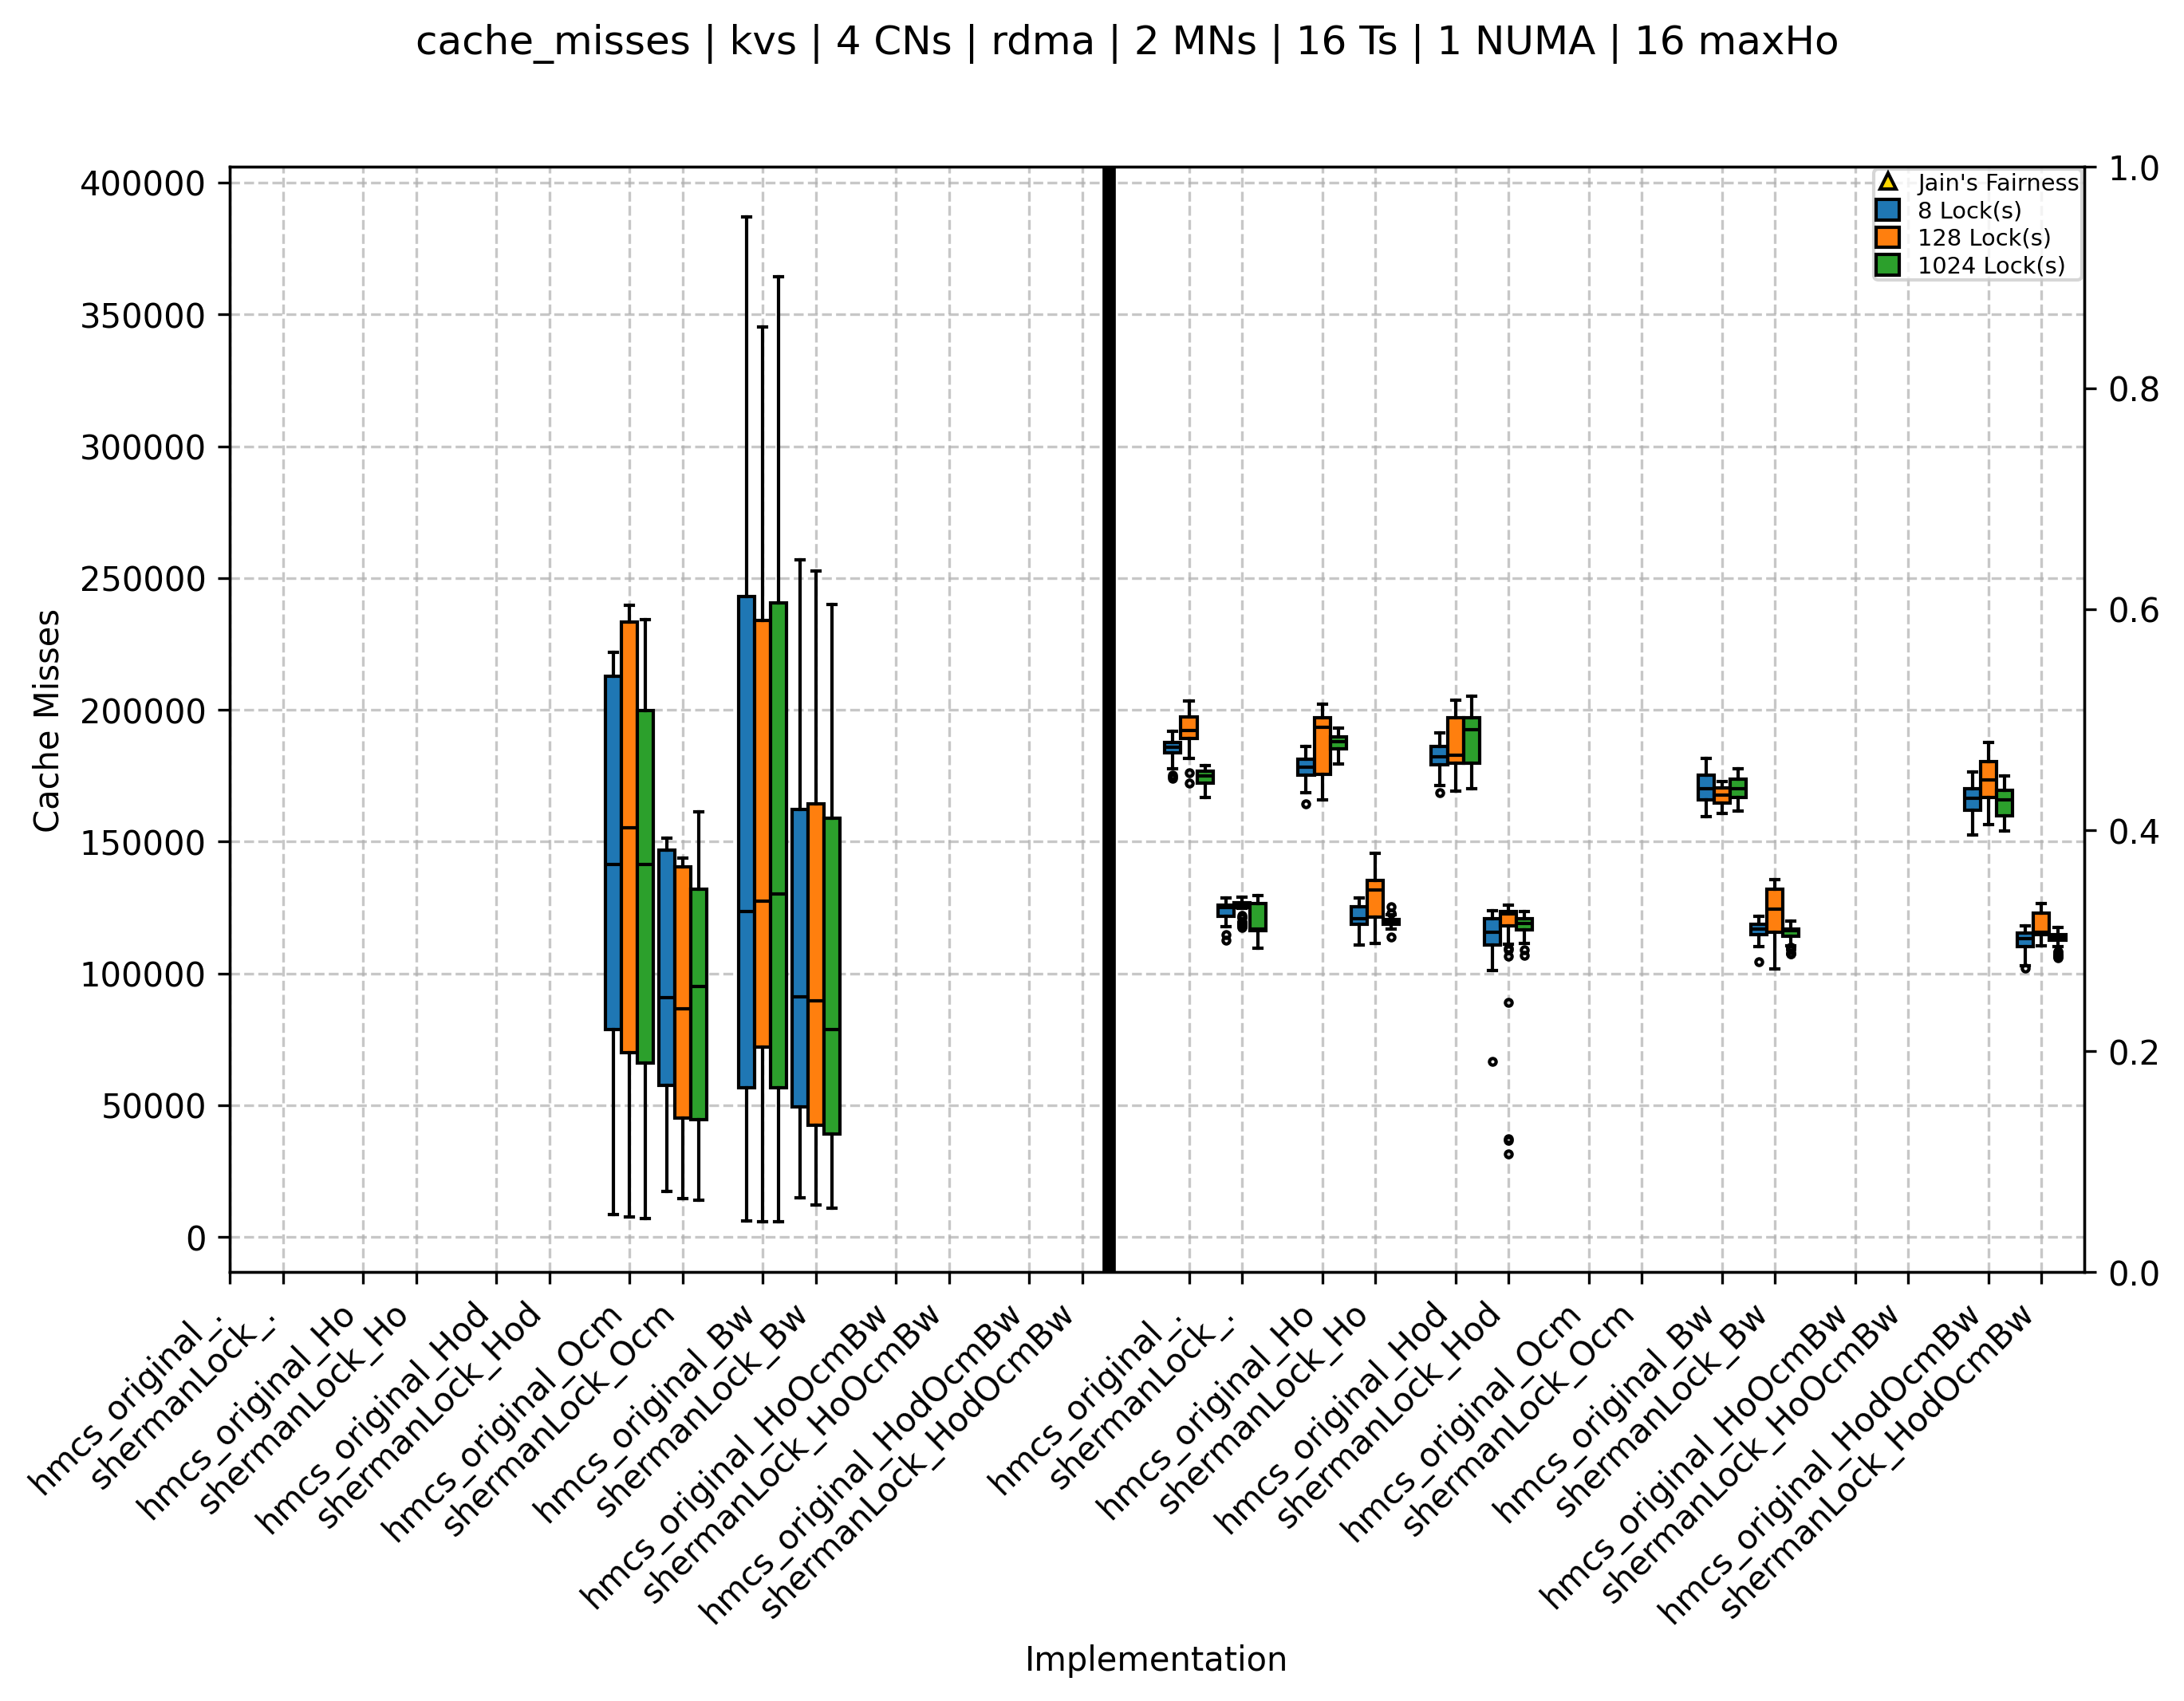 cache_misses | kvs | 4 CNs | rdma | 2 MNs | 16 Ts | 1 NUMA | 16 maxHo
Cache Misses
400000
350000
300000
250000
200000
150000
100000
50000
0
1.0
0.8
0.6
0.4
0.2
0.0
Jain's Fairness
8 Lock(s)
128 Lock(s)
1024 Lock(s)
hmcs_original_.
shermanLock_.
hmcs_original_Ho
shermanLock_Ho
hmcs_original_Hod
shermanLock_Hod
hmcs_original_Ocm
shermanLock_Ocm
hmcs_original_Bw
shermanLock_Bw
hmcs_original_HoOcmBw
shermanLock_HoOcmBw
hmcs_original_HodOcmBw
shermanLock_HodOcmBw
hmcs_original_.
shermanLock_.
hmcs_original_Ho
shermanLock_Ho
hmcs_original_Hod
shermanLock_Hod
hmcs_original_Ocm
shermanLock_Ocm
hmcs_original_Bw
shermanLock_Bw
hmcs_original_HoOcmBw
shermanLock_HoOcmBw
hmcs_original_HodOcmBw
shermanLock_HodOcmBw
Implementation